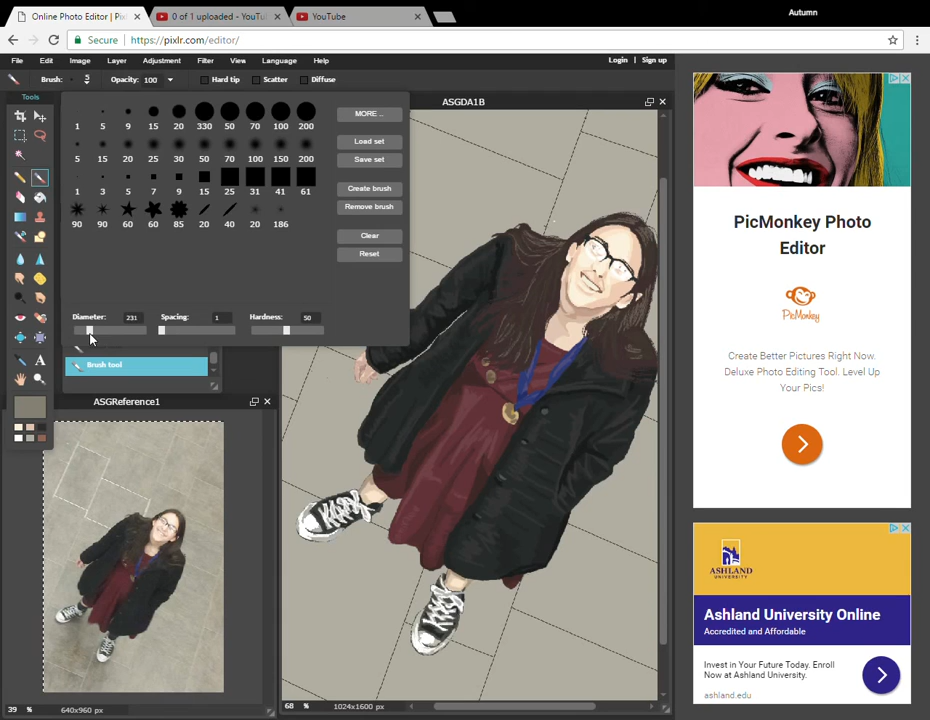 Online Photo Editor | Pix
0 of 1 uploaded - YouTu
YouTube
Autumn
Secure
https://pixlr.com/editor/
File Edit Image Layer Adjustment Filter View Language Help
Login | Sign up
Brush: 5 Opacity: 100 Hard tip Scatter Diffuse
Tools
1 5 9 15 20 330 50 70 100 200
5 15 20 25 30 50 70 100 150 200
1 3 5 7 9 15 25 31 41 61
90 90 60 60 85 20 40 20 186
MORE ...
Load set
Save set
Create brush
Remove brush
Clear
Reset
Diameter: 231 Spacing: 1 Hardness: 50
Brush tool
A
ASGReference1
39 % 640x960 px
ASGDA1B
68 % 1024x1600 px
PicMonkey Photo
Editor
PicMonkey
Create Better Pictures Right Now.
Deluxe Photo Editing Tool. Level Up
Your Pics!
ASHLAND
UNIVERSITY
Ashland University Online
Accredited and Affordable
Invest in Your Future Today. Enroll
Now at Ashland University.
ashland.edu